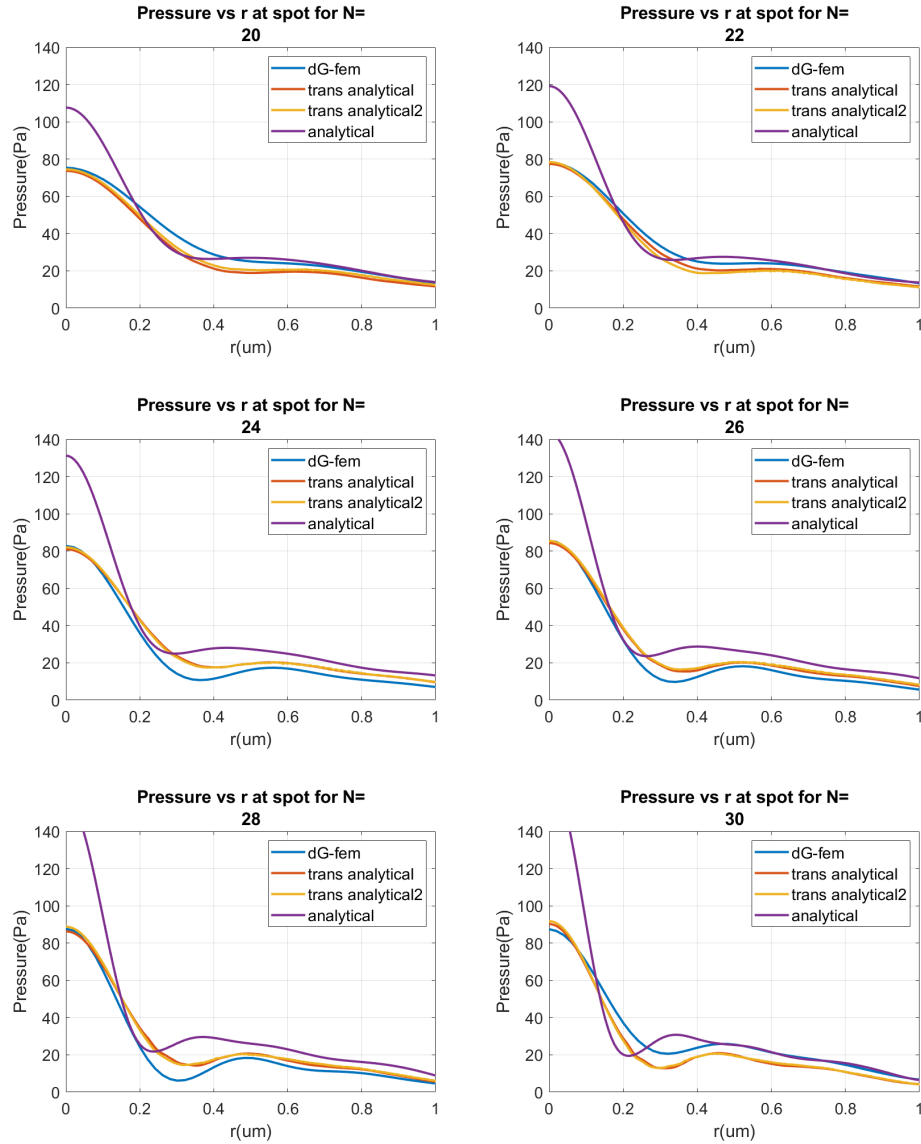 Pressure vs r at spot for N=
20
140
120
100
80
60
40
20
0
Pressure(Pa)
0 0.2 0.4 0.6 0.8 1
r(um)
dG-fem
trans analytical
trans analytical2
analytical
Pressure vs r at spot for N=
22
140
120
100
80
60
40
20
0
Pressure(Pa)
0 0.2 0.4 0.6 0.8 1
r(um)
dG-fem
trans analytical
trans analytical2
analytical
Pressure vs r at spot for N=
24
140
120
100
80
60
40
20
0
Pressure(Pa)
0 0.2 0.4 0.6 0.8 1
r(um)
dG-fem
trans analytical
trans analytical2
analytical
Pressure vs r at spot for N=
26
140
120
100
80
60
40
20
0
Pressure(Pa)
0 0.2 0.4 0.6 0.8 1
r(um)
dG-fem
trans analytical
trans analytical2
analytical
Pressure vs r at spot for N=
28
140
120
100
80
60
40
20
0
Pressure(Pa)
0 0.2 0.4 0.6 0.8 1
r(um)
dG-fem
trans analytical
trans analytical2
analytical
Pressure vs r at spot for N=
30
140
120
100
80
60
40
20
0
Pressure(Pa)
0 0.2 0.4 0.6 0.8 1
r(um)
dG-fem
trans analytical
trans analytical2
analytical